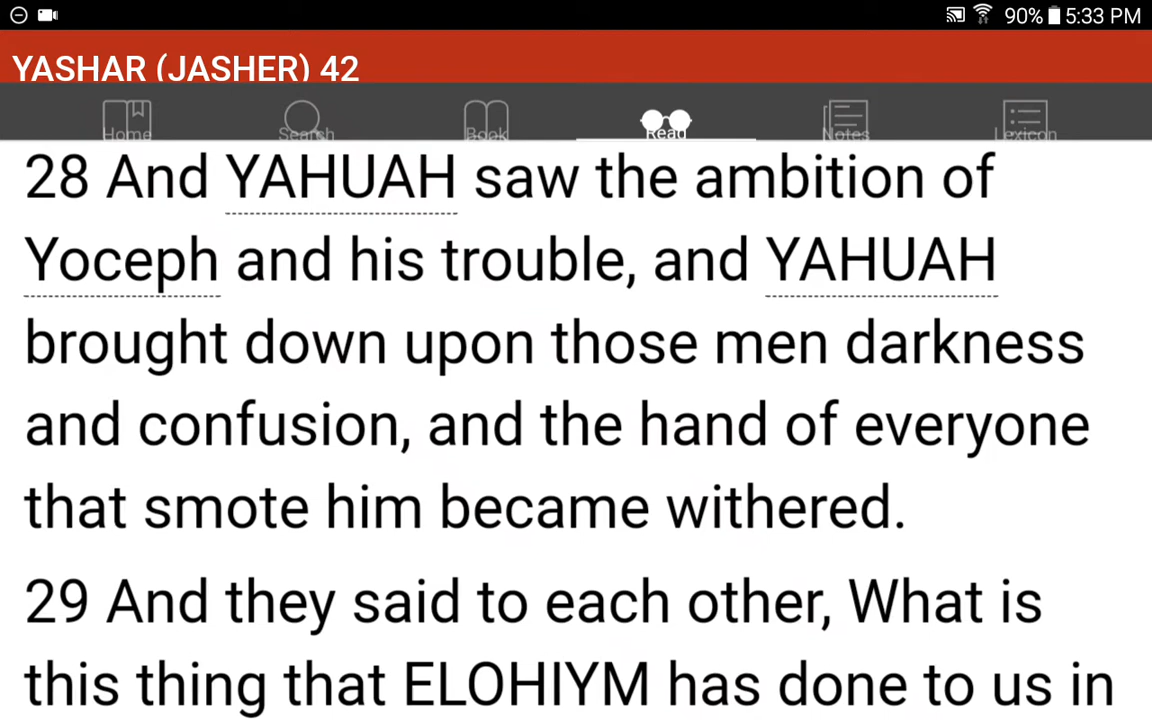 90% 5:33 PM
YASHAR (JASHER) 42
Home Search Book Read Notes Lexicon
28 And YAHUAH saw the ambition of
Yoceph and his trouble, and YAHUAH
brought down upon those men darkness
and confusion, and the hand of everyone
that smote him became withered.
29 And they said to each other, What is
this thing that ELOHIYM has done to us in